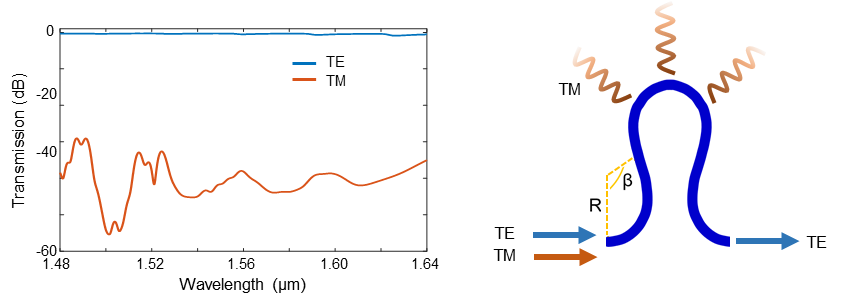 0
-20
-40
-60
Transmission (dB)
1.48
1.52
1.56
1.60
1.64
Wavelength (μm)
TE
TM
TM
β
R
TE
TM
TE